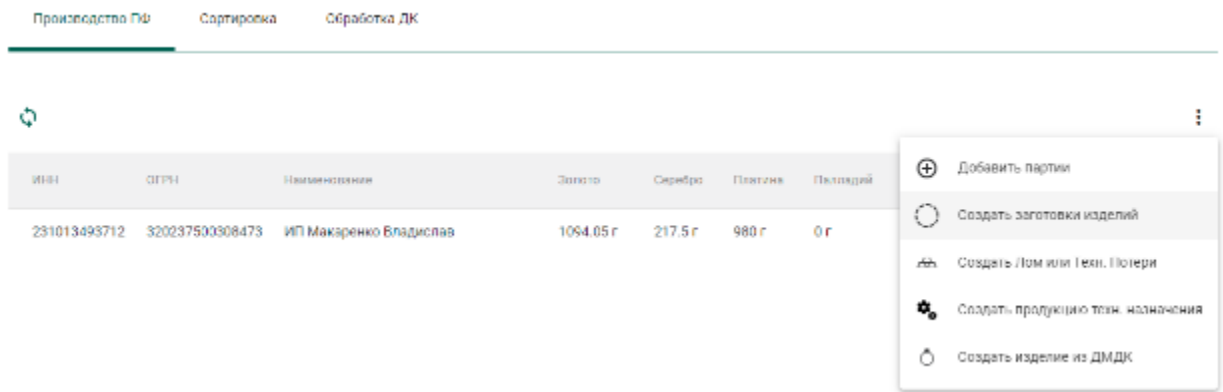 Производство ПФ Сортировка Обработка ДК
ИНН ОГРН Наименование Золото Серебро Платина Палладий
231013493712 320237500308473 ИП Макаренко Владислав 1094.05 г 217.5 г 980 г 0 г
Добавить партии
Создать заготовки изделий
Создать Лом или Техн. Потери
Создать продукцию техн. назначения
Создать изделие из ДМДК